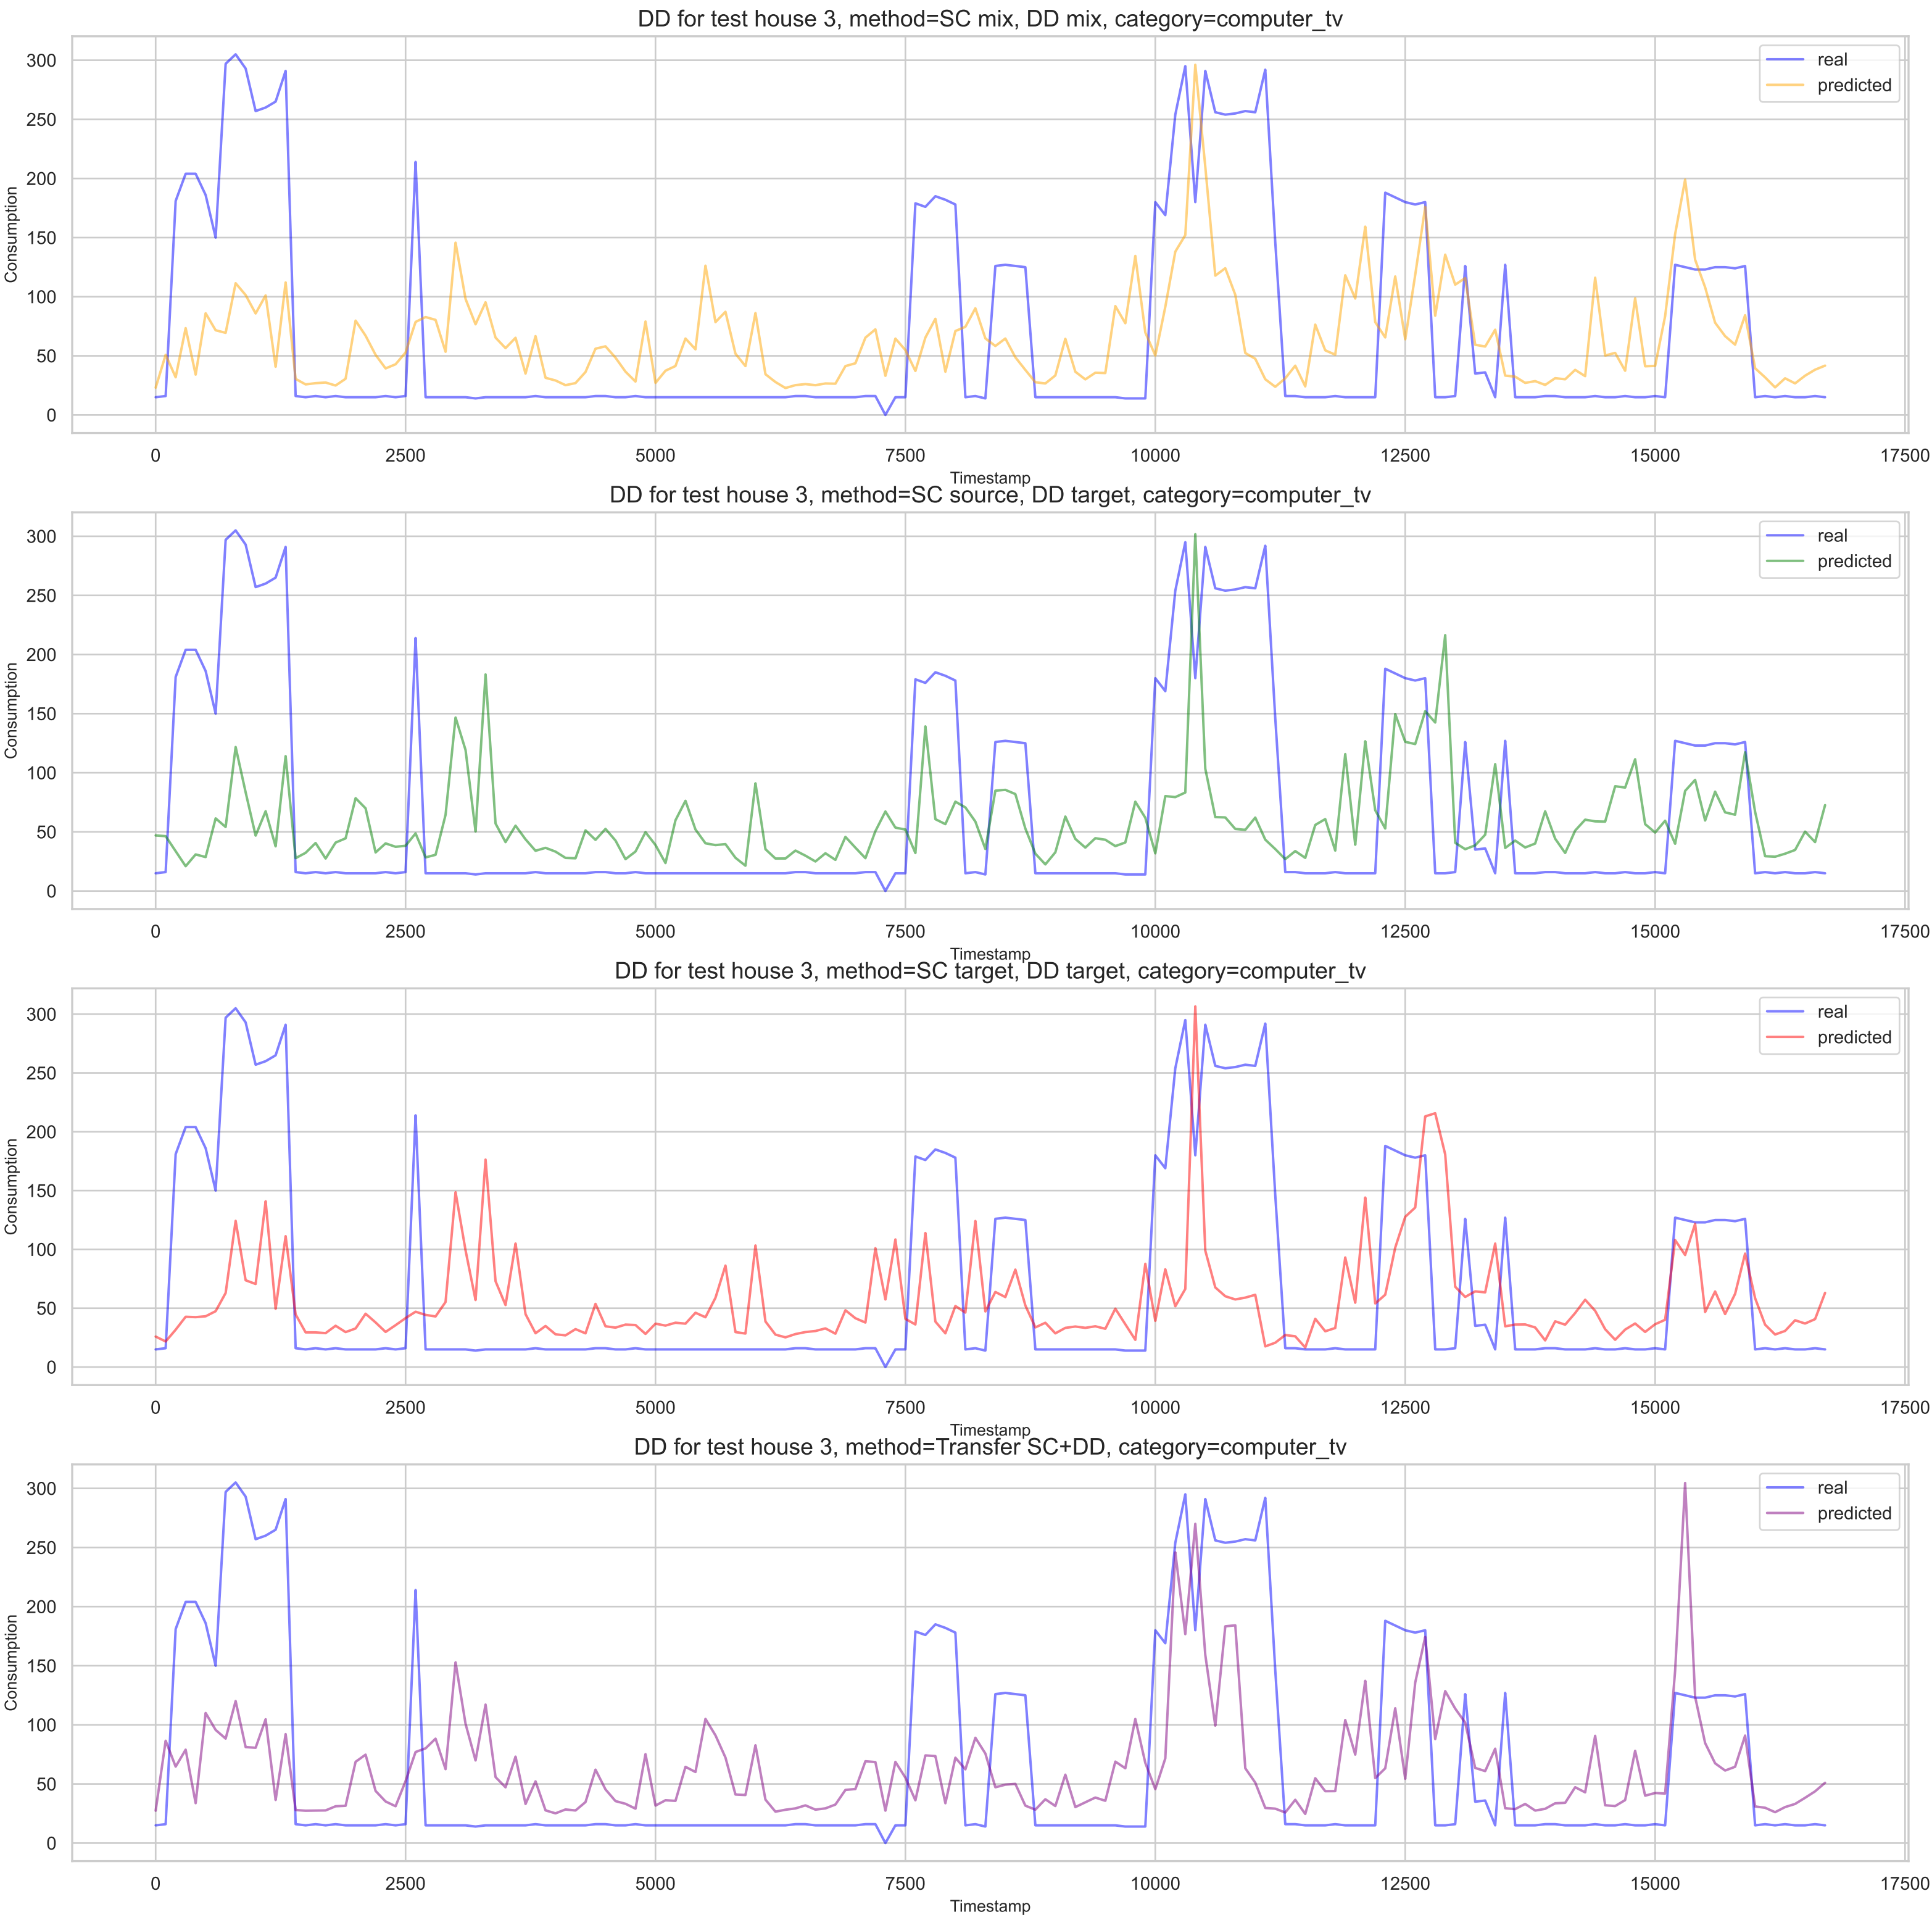 DD for test house 3, method=SC mix, DD mix, category=computer_tv
real
predicted
Consumption
300
250
200
150
100
50
0
0 2500 5000 7500 10000 12500 15000 17500
Timestamp
DD for test house 3, method=SC source, DD target, category=computer_tv
real
predicted
Consumption
300
250
200
150
100
50
0
0 2500 5000 7500 10000 12500 15000 17500
Timestamp
DD for test house 3, method=SC target, DD target, category=computer_tv
real
predicted
Consumption
300
250
200
150
100
50
0
0 2500 5000 7500 10000 12500 15000 17500
Timestamp
DD for test house 3, method=Transfer SC+DD, category=computer_tv
real
predicted
Consumption
300
250
200
150
100
50
0
0 2500 5000 7500 10000 12500 15000 17500
Timestamp